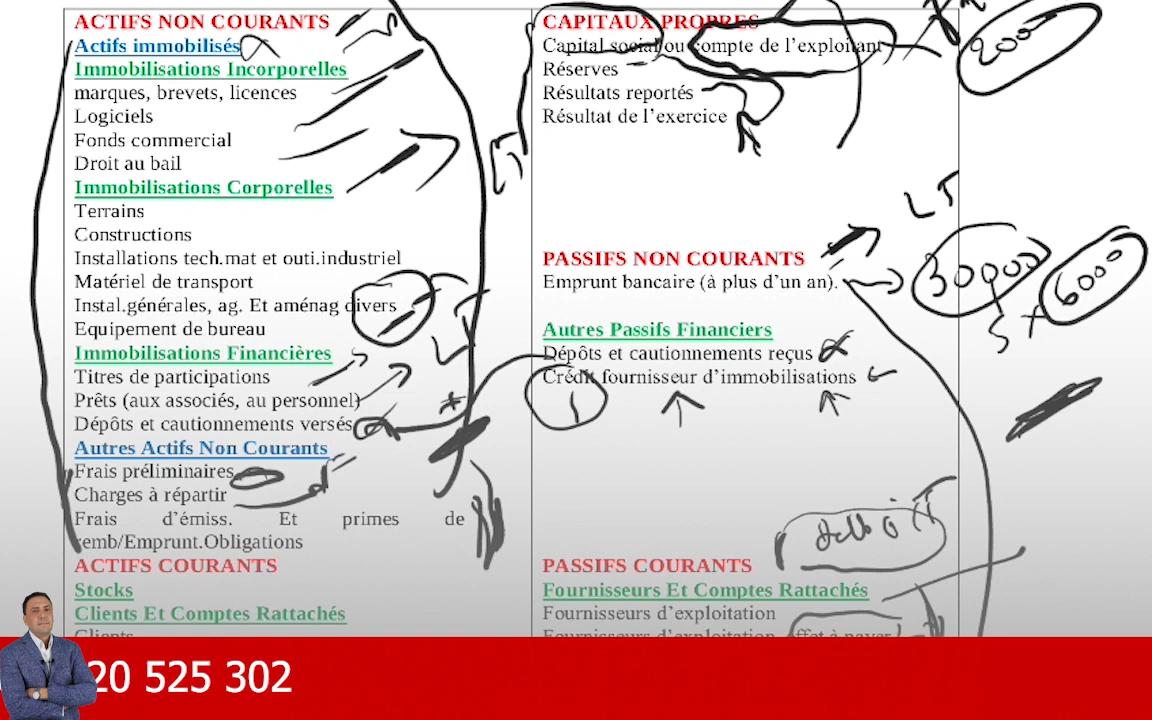 ACTIFS NON COURANTS
Actifs immobilisés
Immobilisations Incorporelles
marques, brevets, licences
Logiciels
Fonds commercial
Droit au bail
Immobilisations Corporelles
Terrains
Constructions
Installations tech.mat et outi.industriel
Matériel de transport
Instal.générales, ag. Et aménag divers
Equipement de bureau
Immobilisations Financières
Titres de participations
Prêts (aux associés, au personnel)
Dépôts et cautionnements versés
Autres Actifs Non Courants
Frais préliminaires
Charges à répartir
Frais d’émiss. Et primes de
remb/Emprunt.Obligations
ACTIFS COURANTS
Stocks
Clients Et Comptes Rattachés
Clients
CAPITAUX PROPRES
Capital social ou compte de l’exploitant
Réserves
Résultats reportés
Résultat de l’exercice
LT
PASSIFS NON COURANTS
Emprunt bancaire (à plus d’un an).
30000
6000
Autres Passifs Financiers
Dépôts et cautionnements reçus
Crédit fournisseur d’immobilisations
PASSIFS COURANTS
Fournisseurs Et Comptes Rattachés
Fournisseurs d’exploitation
Fournisseurs d’exploitation effet à payer
20 525 302